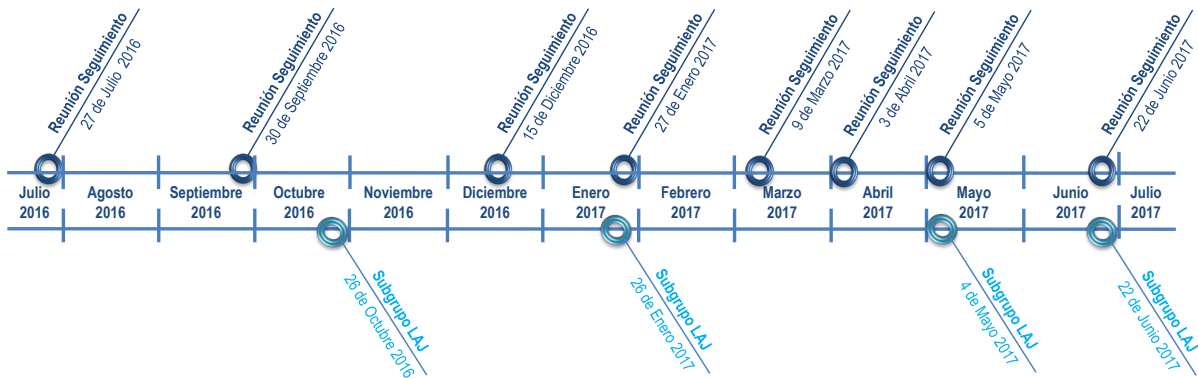 Reunión Seguimiento
27 de Julio 2016
Reunión Seguimiento
30 de Septiembre 2016
Reunión Seguimiento
15 de Diciembre 2016
Reunión Seguimiento
27 de Enero 2017
Reunión Seguimiento
9 de Marzo 2017
Reunión Seguimiento
3 de Abril 2017
Reunión Seguimiento
5 de Mayo 2017
Reunión Seguimiento
22 de Junio 2017
Julio
2016
Agosto
2016
Septiembre
2016
Octubre
2016
Noviembre
2016
Diciembre
2016
Enero
2017
Febrero
2017
Marzo
2017
Abril
2017
Mayo
2017
Junio
2017
Julio
2017
Subgrupo LAJ
26 de Octubre 2016
Subgrupo LAJ
26 de Enero 2017
Subgrupo LAJ
4 de Mayo 2017
Subgrupo LAJ
22 de Junio 2017